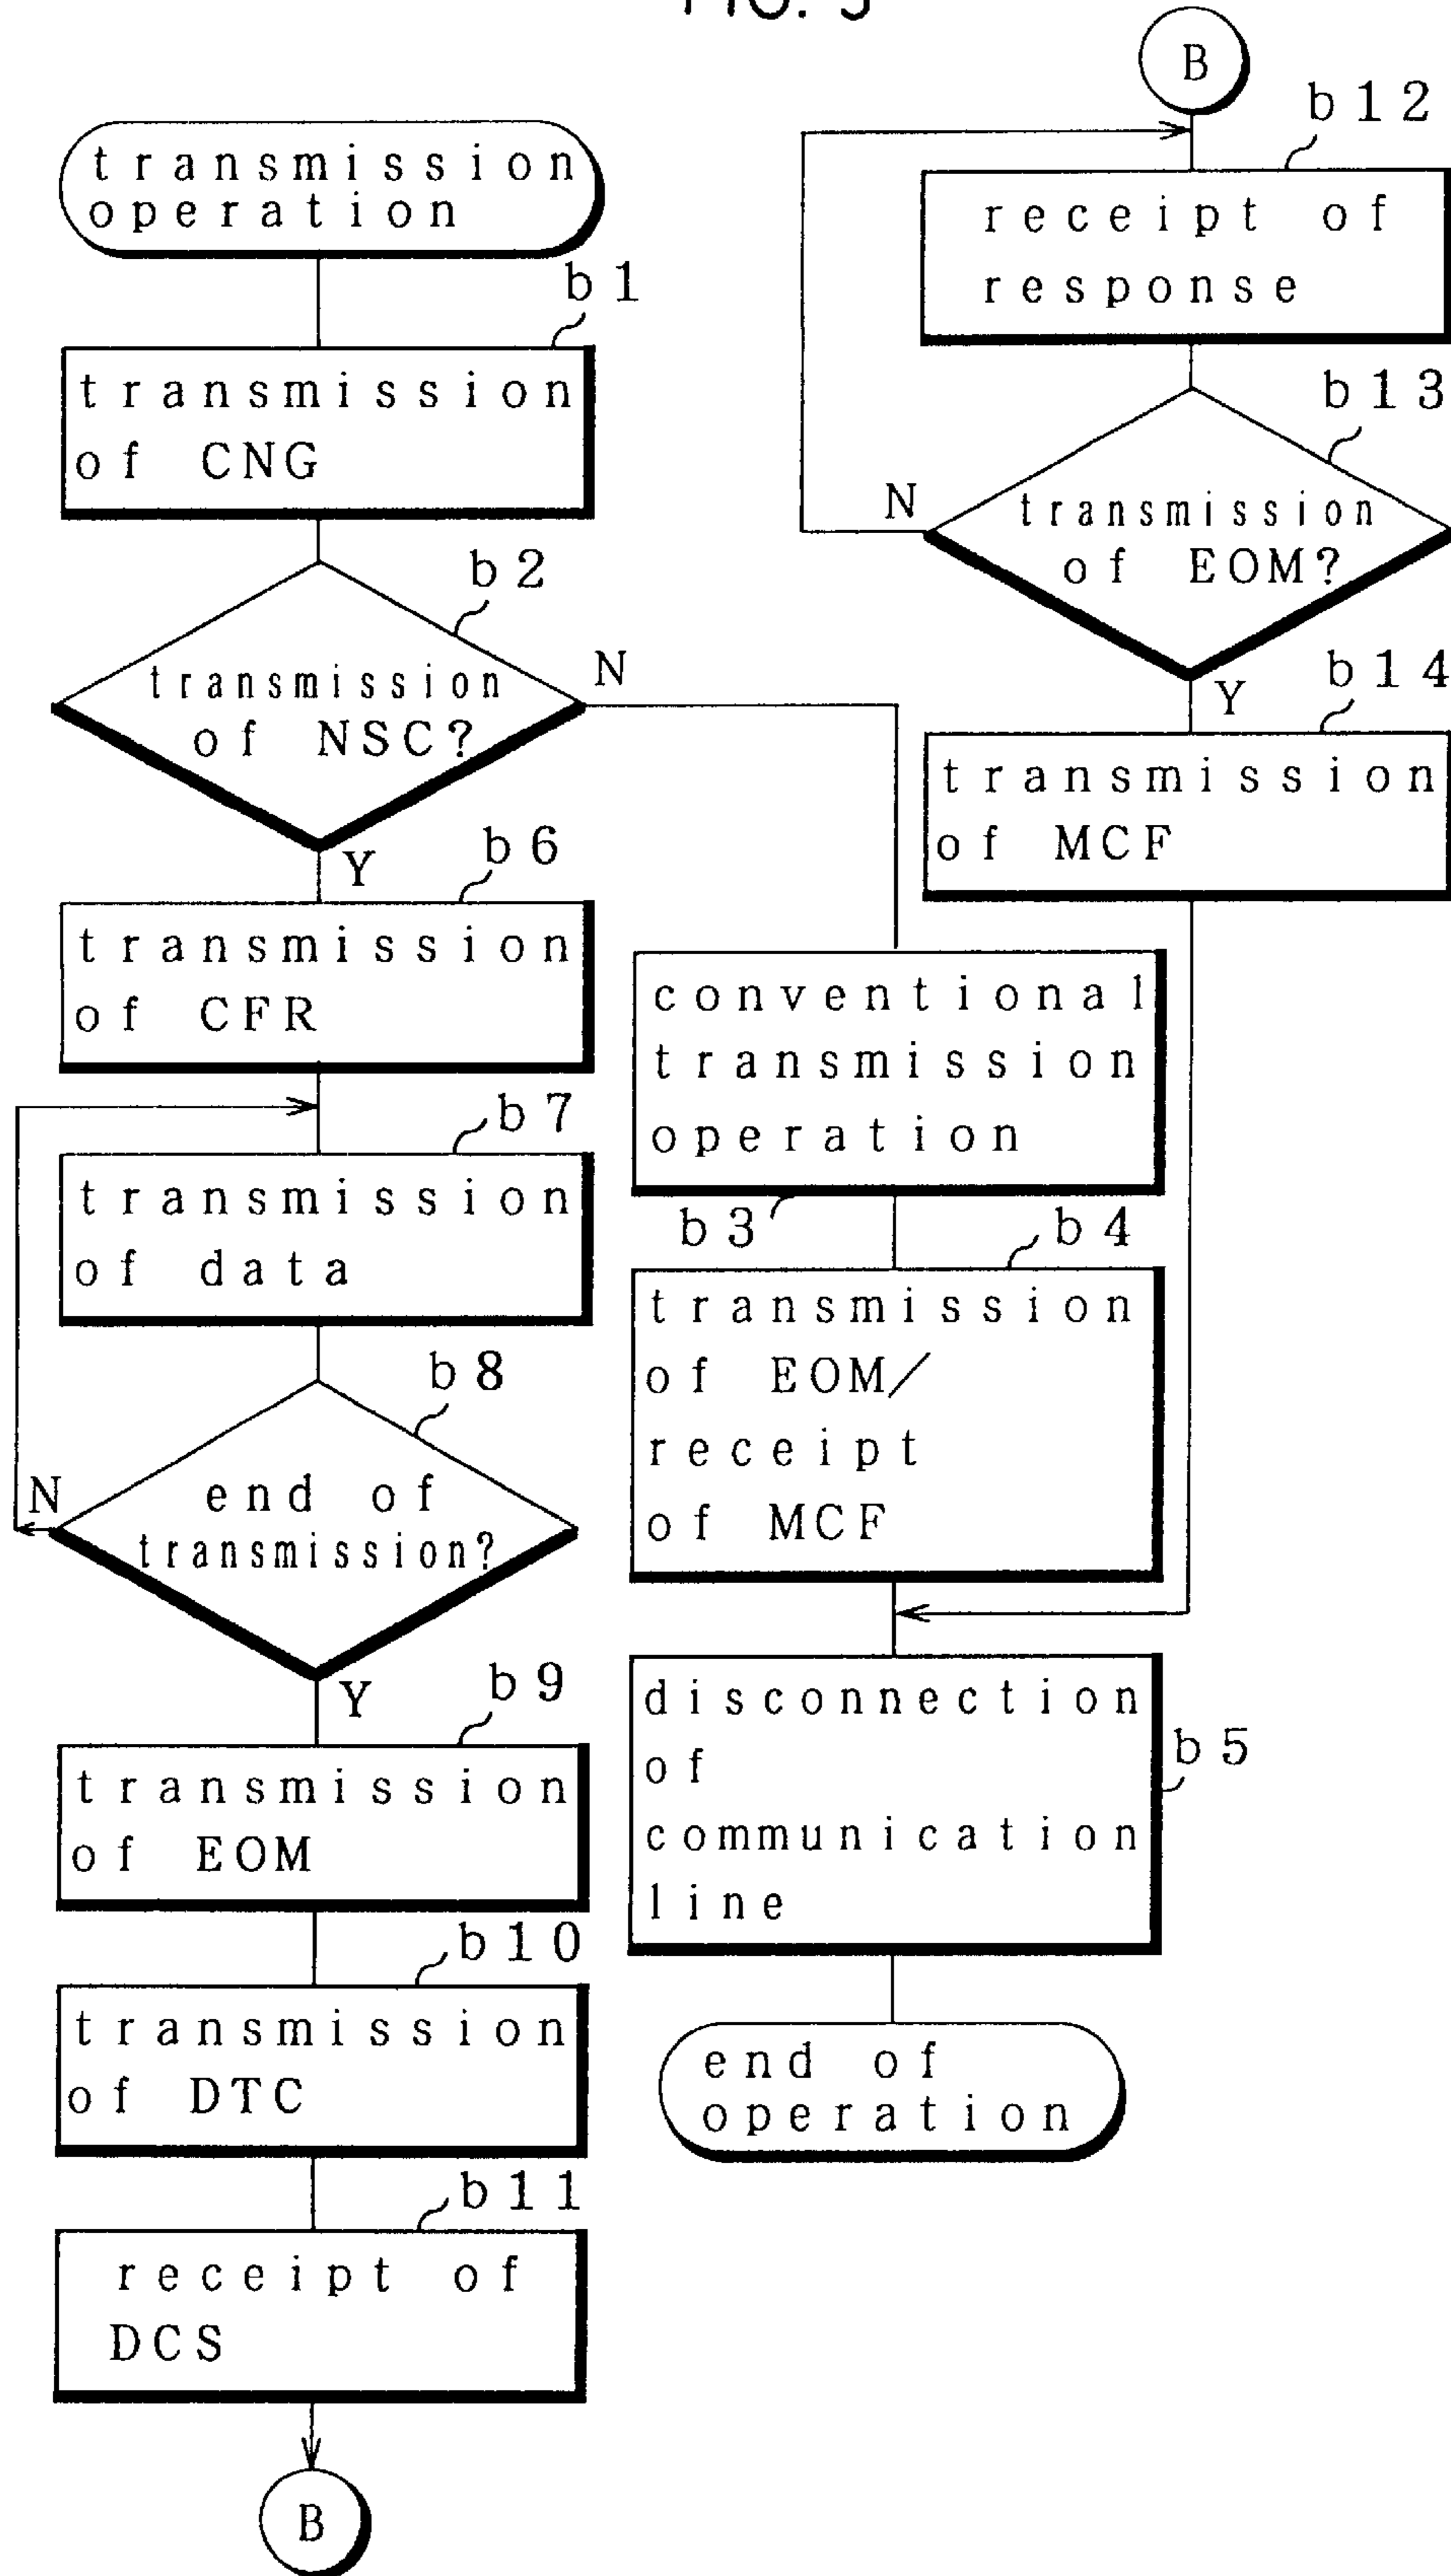 transmission
operation
b1
transmission
of CNG
b2
transmission
of NSC?
N
Y
b6
transmission
of CFR
b7
transmission
of data
b8
end of
transmission?
N
Y
b9
transmission
of EOM
b10
transmission
of DTC
b11
receipt of
DCS
B
B
b12
receipt of
response
b13
transmission
of EOM?
N
Y
b14
transmission
of MCF
conventional
transmission
operation
b3
b4
transmission
of EOM/
receipt
of MCF
disconnection
of
communication
line
b5
end of
operation